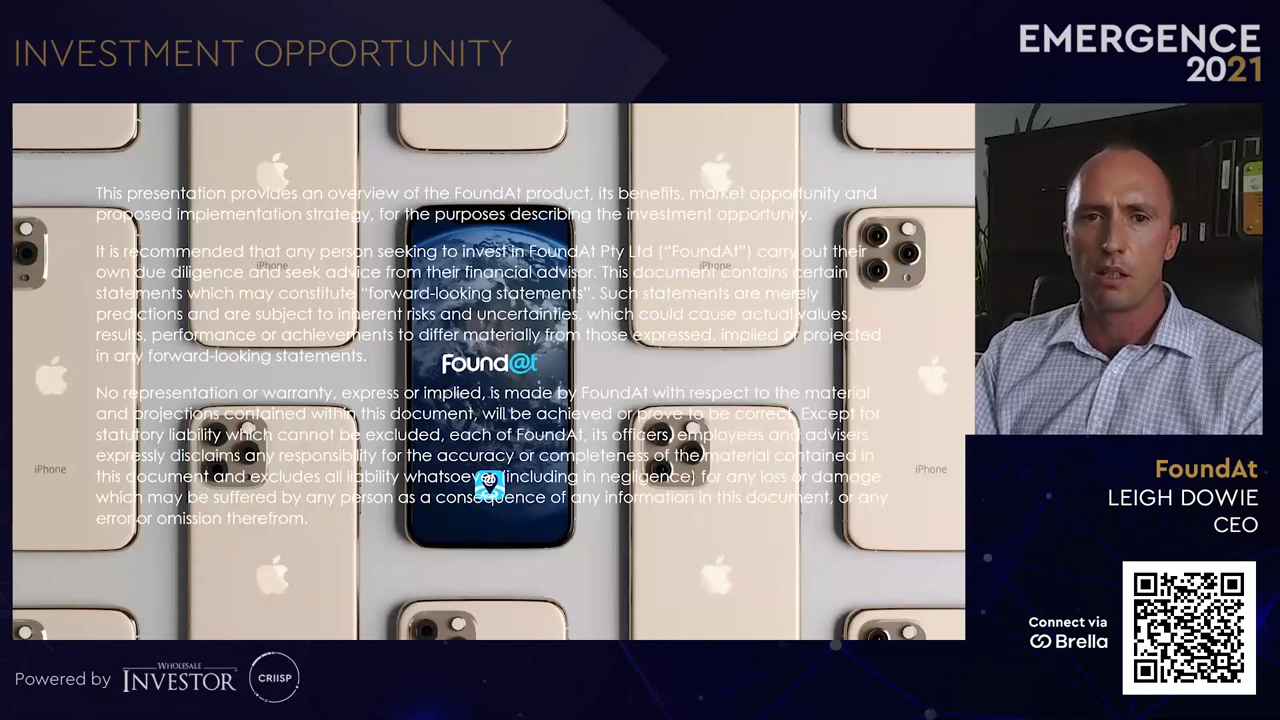 INVESTMENT OPPORTUNITY
EMERGENCE
2021
This presentation provides an overview of the FoundAt product, its benefits, market opportunity and
proposed implementation strategy, for the purposes describing the investment opportunity.
It is recommended that any person seeking to invest in FoundAt Pty Ltd (“FoundAt”) carry out their
own due diligence and seek advice from their financial advisor. This document contains certain
statements which may constitute “forward-looking statements”. Such statements are merely
predictions and are subject to inherent risks and uncertainties, which could cause actual values,
results, performance or achievements to differ materially from those expressed, implied or projected
in any forward-looking statements.
No representation or warranty, express or implied, is made by FoundAt with respect to the material
and projections contained within this document, will be achieved or prove to be correct. Except for
statutory liability which cannot be excluded, each of FoundAt, its officers, employees and advisers
expressly disclaims any responsibility for the accuracy or completeness of the material contained in
this document and excludes all liability whatsoever (including in negligence) for any loss or damage
which may be suffered by any person as a consequence of any information in this document, or any
error or omission therefrom.
iPhone
iPhone
Found@t
iPhone
iPhone
FoundAt
LEIGH DOWIE
CEO
Connect via
Brella
Powered by
WHOLESALE
INVESTOR
CRIISP